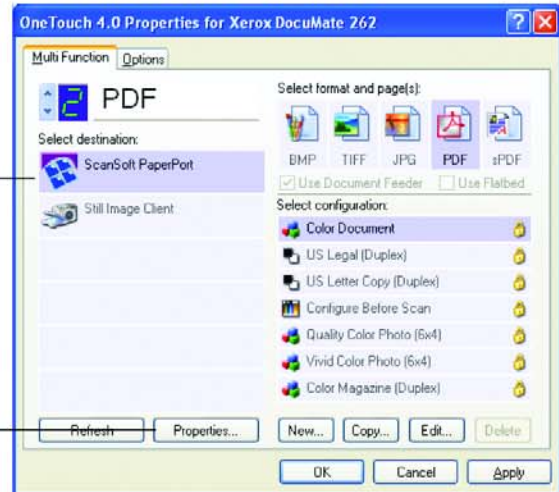 OneTouch 4.0 Properties for Xerox DocuMate 262
Multi Function Options
2 PDF
Select destination:
ScanSoft PaperPort
Still Image Client
Select format and page(s):
BMP TIFF JPG PDF sPDF
Use Document Feeder Use Flatbed
Select configuration:
Color Document
US Legal (Duplex)
US Letter Copy (Duplex)
Configure Before Scan
Quality Color Photo (6x4)
Vivid Color Photo (6x4)
Color Magazine (Duplex)
Refresh Properties... New... Copy... Edit... Delete
OK Cancel Apply